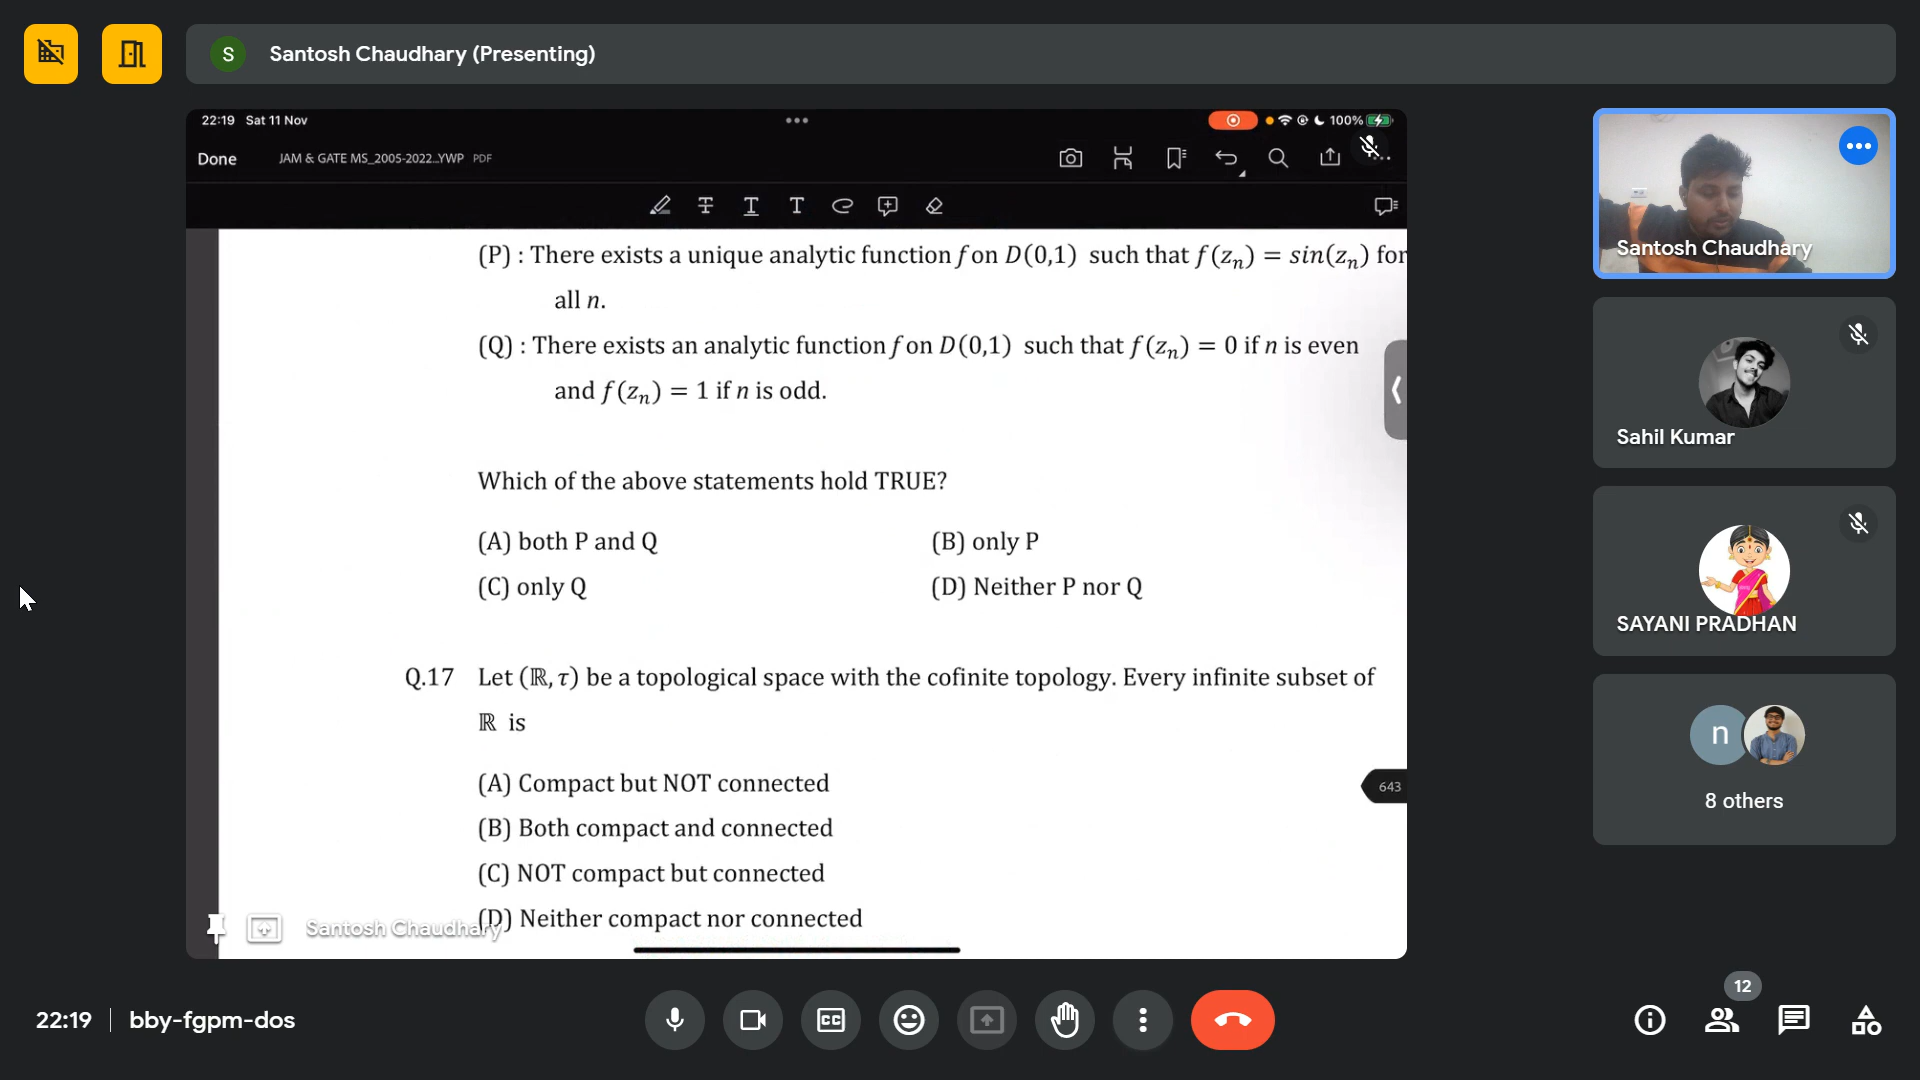 S Santosh Chaudhary (Presenting)
22:19 Sat 11 Nov
100%
Done JAM & GATE MS_2005-2022...YWP PDF
(P) : There exists a unique analytic function f on D(0,1) such that f(zₙ) = sin(zₙ) for
all n.
(Q) : There exists an analytic function f on D(0,1) such that f(zₙ) = 0 if n is even
and f(zₙ) = 1 if n is odd.
Which of the above statements hold TRUE?
(A) both P and Q (B) only P
(C) only Q (D) Neither P nor Q
Q.17 Let (ℝ, τ) be a topological space with the cofinite topology. Every infinite subset of
ℝ is
(A) Compact but NOT connected
643
(B) Both compact and connected
(C) NOT compact but connected
(D) Neither compact nor connected
Santosh Chaudhary
Santosh Chaudhary
Sahil Kumar
SAYANI PRADHAN
n
8 others
22:19 | bby-fgpm-dos
CC
12